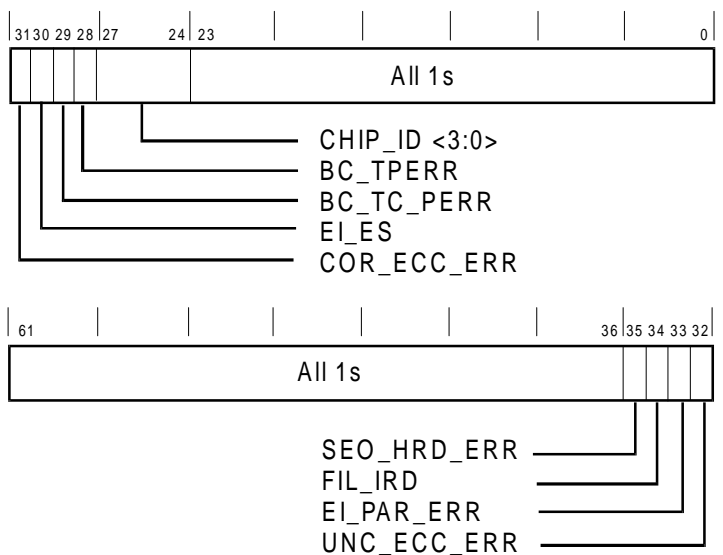 31 30 29 28 27 24 23 0
All 1s
CHIP_ID <3:0>
BC_TPERR
BC_TC_PERR
EI_ES
COR_ECC_ERR
61 36 35 34 33 32
All 1s
SEO_HRD_ERR
FIL_IRD
EI_PAR_ERR
UNC_ECC_ERR